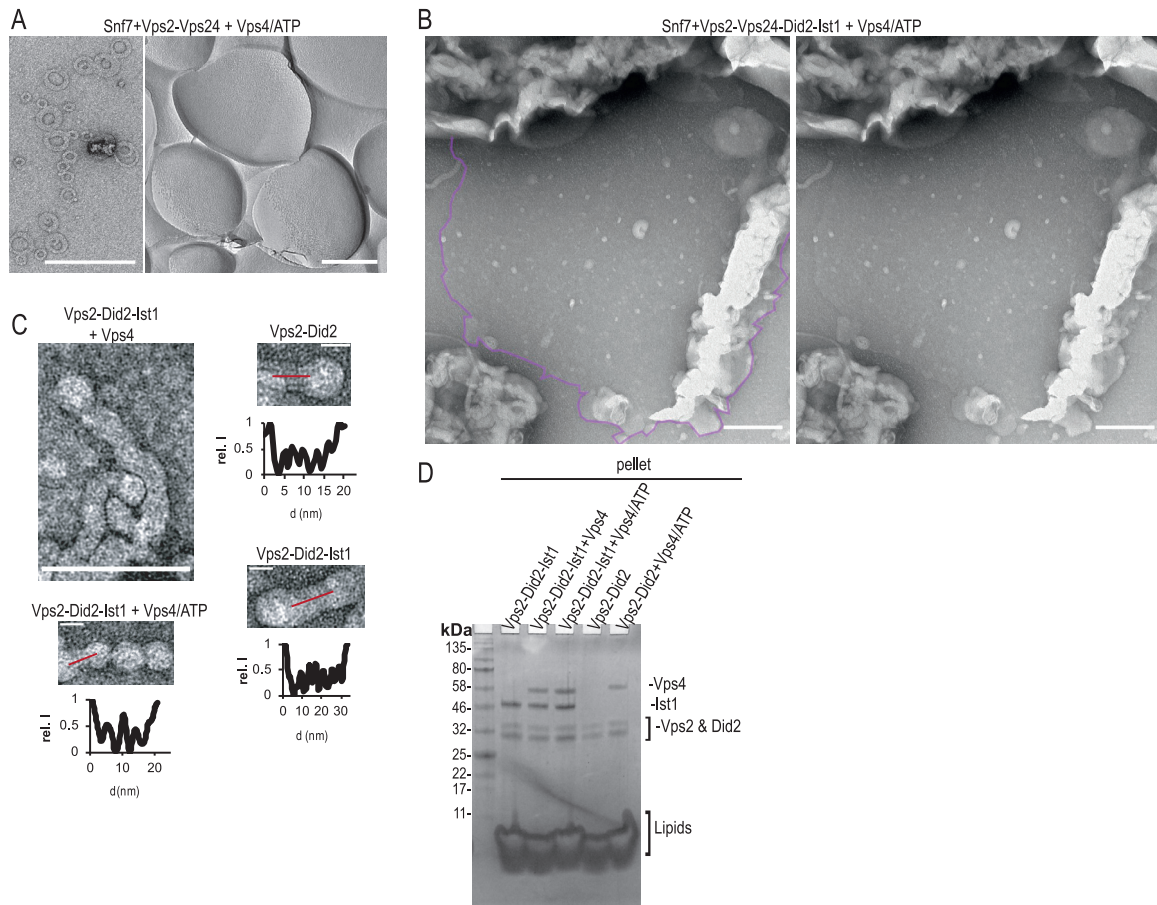 A
Snf7+Vps2-Vps24 + Vps4/ATP
B
Snf7+Vps2-Vps24-Did2-Ist1 + Vps4/ATP
C
Vps2-Did2-Ist1
+ Vps4
Vps2-Did2
rel. I
1
0.5
0
0 5 10 15 20
d (nm)
Vps2-Did2-Ist1
rel. I
1
0.5
0
0 10 20 30
d (nm)
Vps2-Did2-Ist1 + Vps4/ATP
rel. I
1
0.5
0
0 10 20
d(nm)
D
pellet
Vps2-Did2-Ist1
Vps2-Did2-Ist1+Vps4
Vps2-Did2-Ist1+Vps4/ATP
Vps2-Did2
Vps2-Did2+Vps4/ATP
kDa
135-
80-
58-
46-
32-
25-
22-
17-
11-
-Vps4
-Ist1
-Vps2 & Did2
Lipids